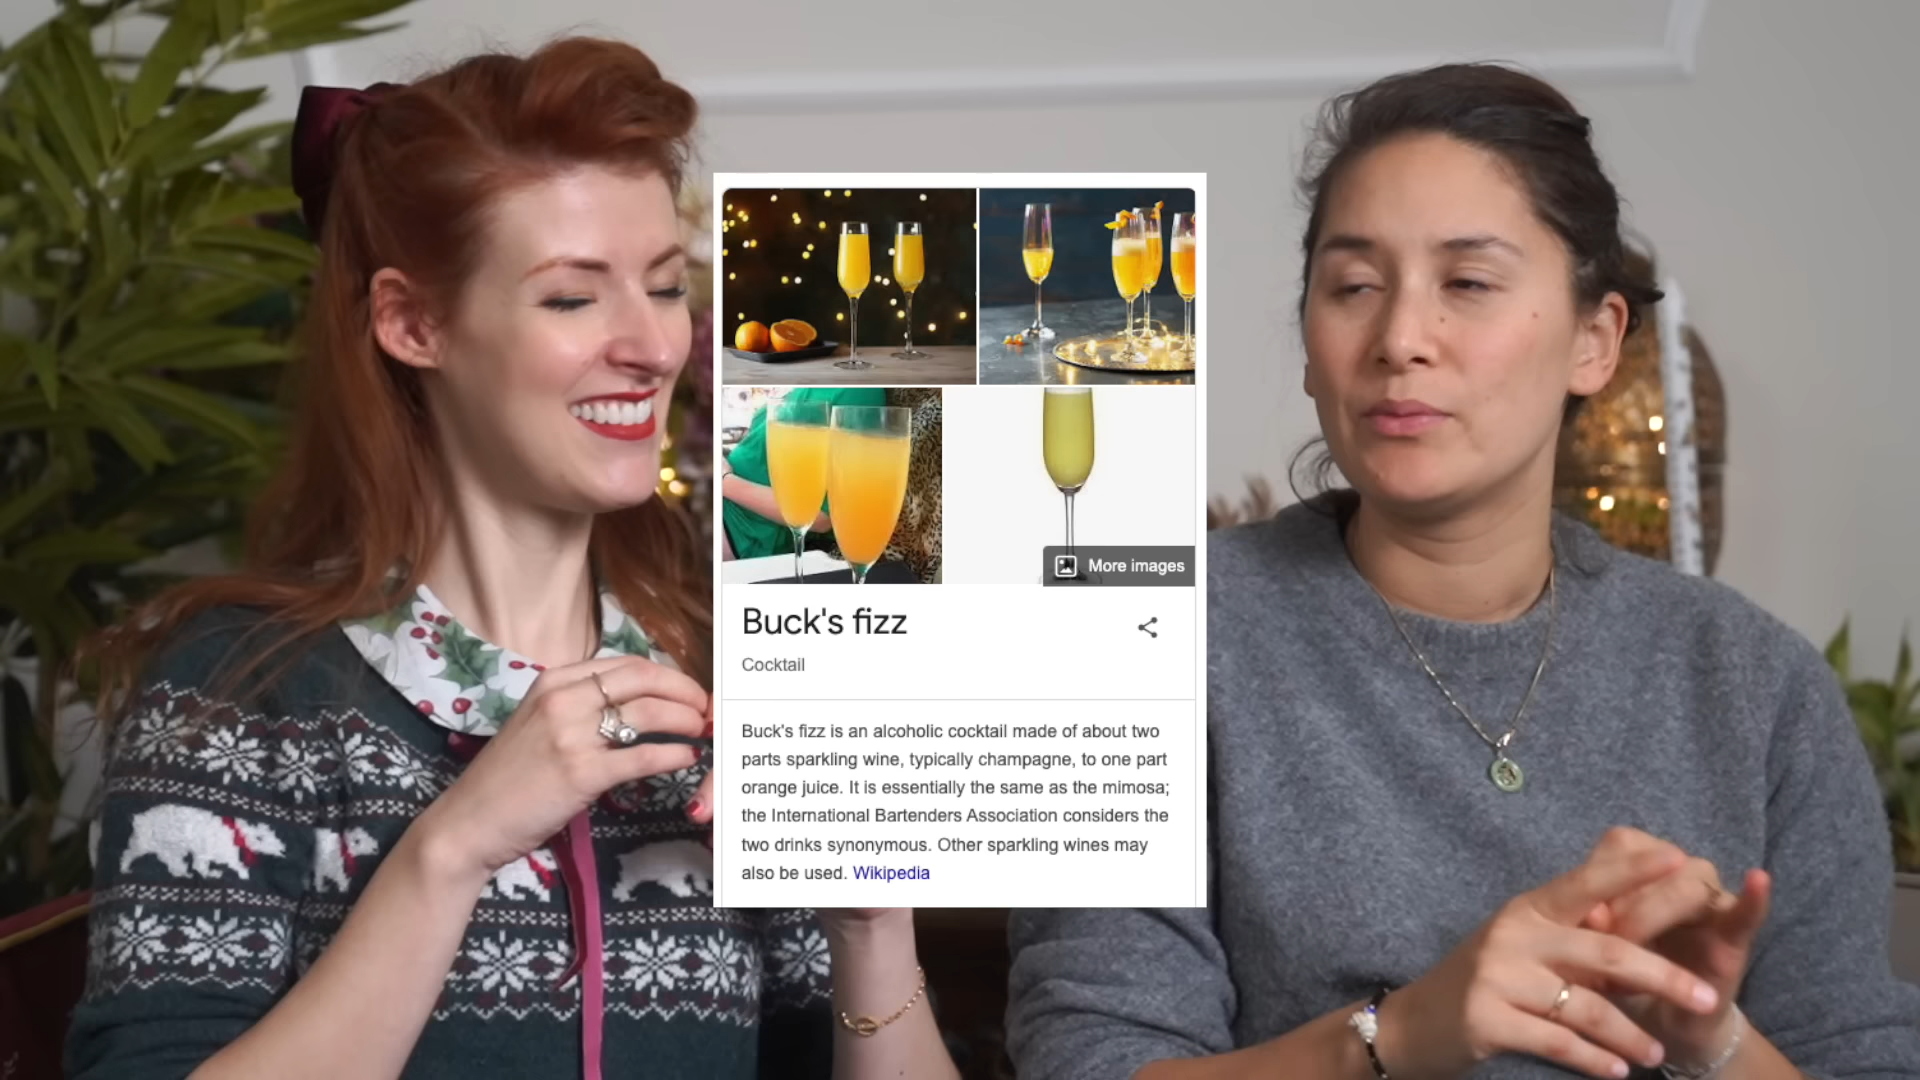 More images
Buck's fizz
Cocktail
Buck's fizz is an alcoholic cocktail made of about two
parts sparkling wine, typically champagne, to one part
orange juice. It is essentially the same as the mimosa;
the International Bartenders Association considers the
two drinks synonymous. Other sparkling wines may
also be used. Wikipedia